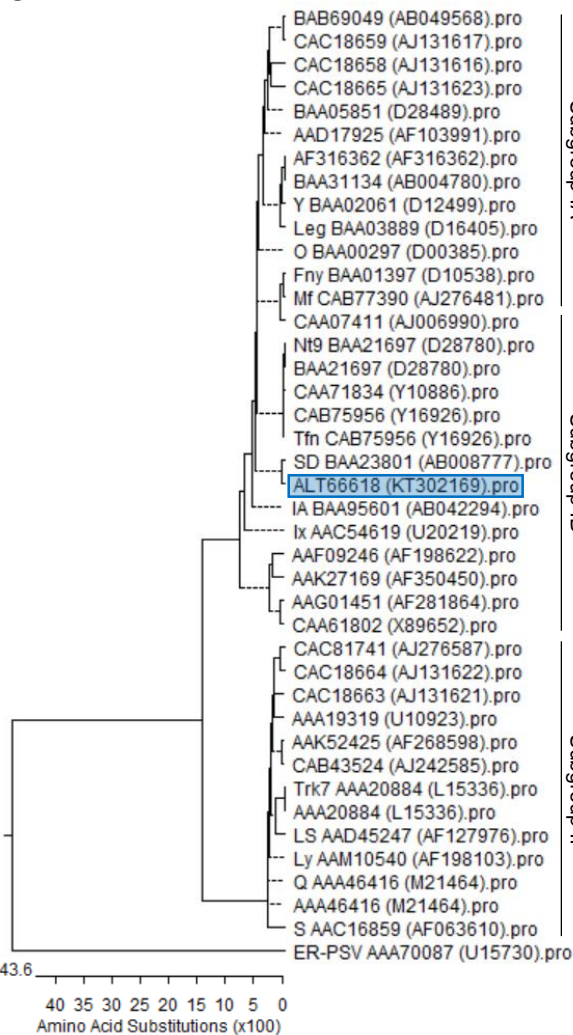 BAB69049 (AB049568).pro
CAC18659 (AJ131617).pro
CAC18658 (AJ131616).pro
CAC18665 (AJ131623).pro
BAA05851 (D28489).pro
AAD17925 (AF103991).pro
AF316362 (AF316362).pro
BAA31134 (AB004780).pro
Y BAA02061 (D12499).pro
Leg BAA03889 (D16405).pro
O BAA00297 (D00385).pro
Fny BAA01397 (D10538).pro
Mf CAB77390 (AJ276481).pro
CAA07411 (AJ006990).pro
Nt9 BAA21697 (D28780).pro
BAA21697 (D28780).pro
CAA71834 (Y10886).pro
CAB75956 (Y16926).pro
Tfn CAB75956 (Y16926).pro
SD BAA23801 (AB008777).pro
ALT66618 (KT302169).pro
IA BAA95601 (AB042294).pro
Ix AAC54619 (U20219).pro
AAF09246 (AF198622).pro
AAK27169 (AF350450).pro
AAG01451 (AF281864).pro
CAA61802 (X89652).pro
CAC81741 (AJ276587).pro
CAC18664 (AJ131622).pro
CAC18663 (AJ131621).pro
AAA19319 (U10923).pro
AAK52425 (AF268598).pro
CAB43524 (AJ242585).pro
Trk7 AAA20884 (L15336).pro
AAA20884 (L15336).pro
LS AAD45247 (AF127976).pro
Ly AAM10540 (AF198103).pro
Q AAA46416 (M21464).pro
AAA46416 (M21464).pro
S AAC16859 (AF063610).pro
ER-PSV AAA70087 (U15730).pro
43.6
40 35 30 25 20 15 10 5 0
Amino Acid Substitutions (x100)